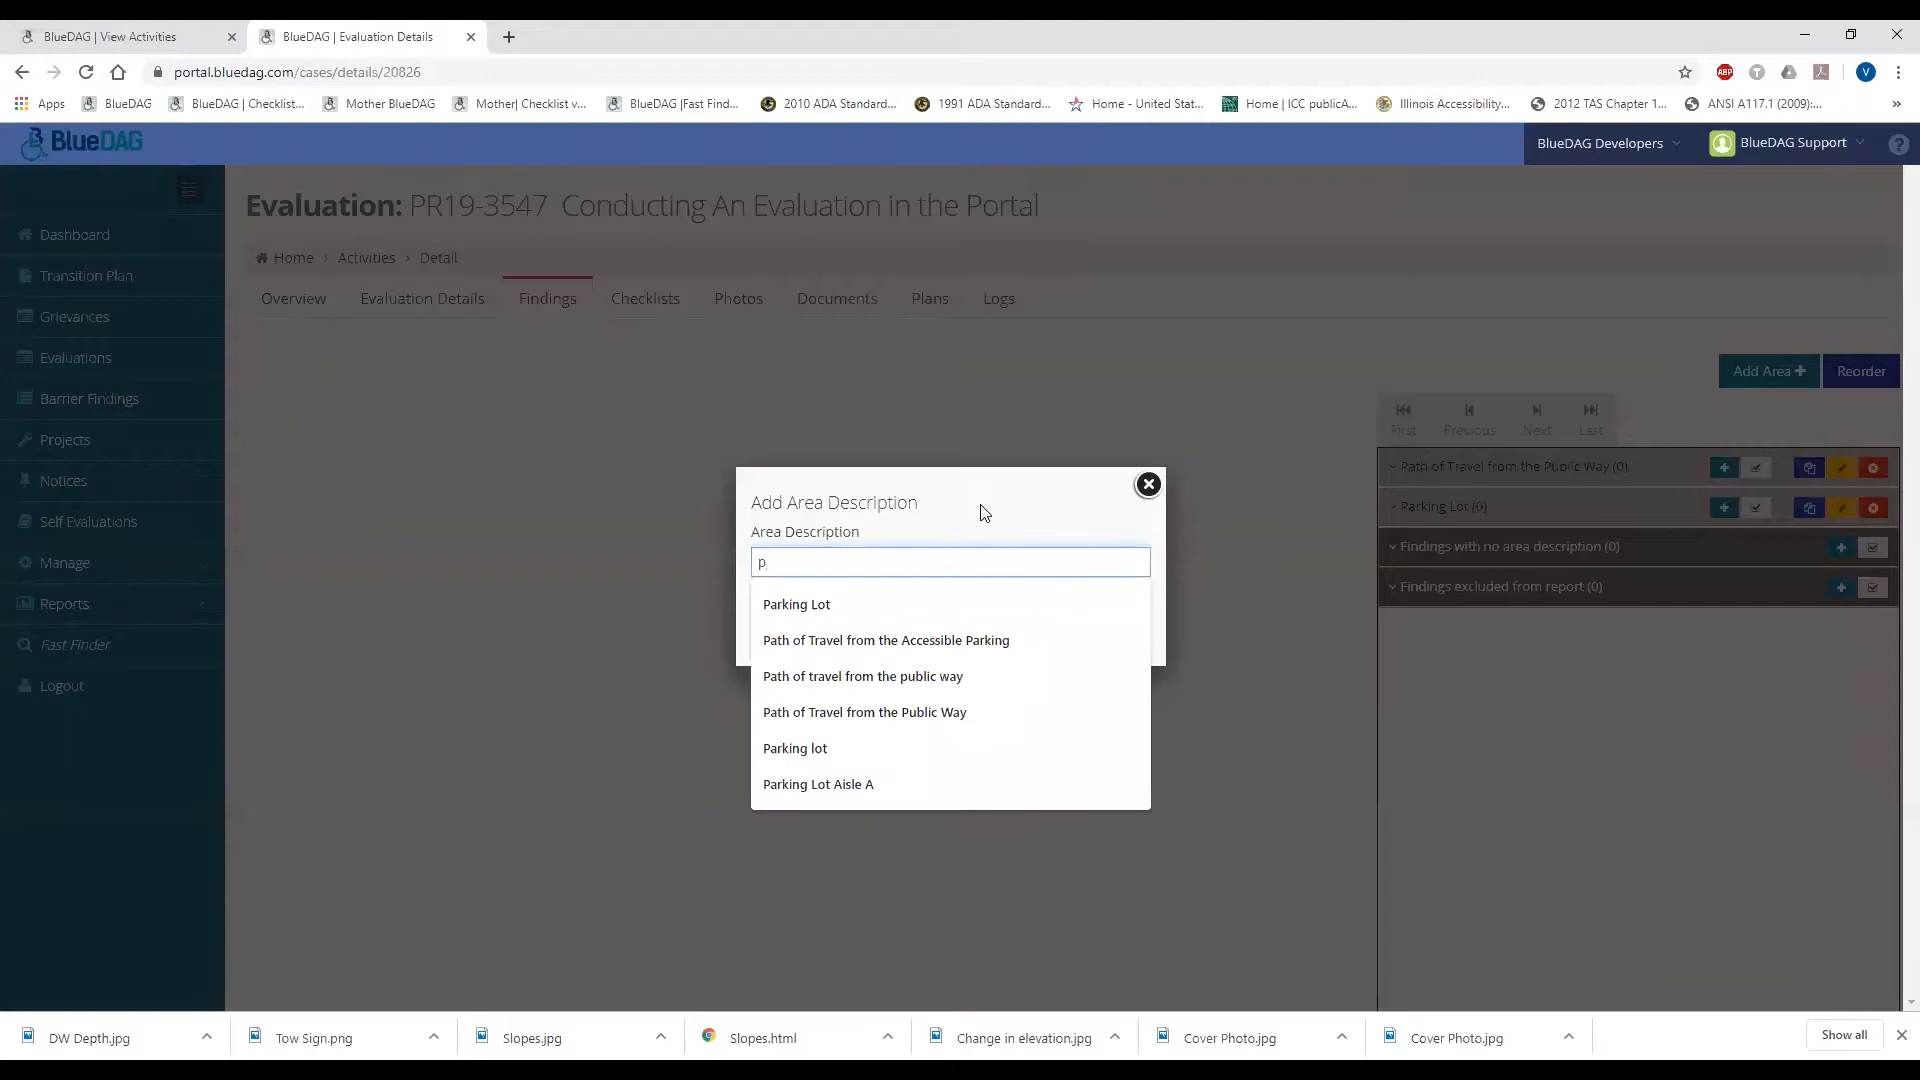 BlueDAG | View Activities
BlueDAG | Evaluation Details
portal.bluedag.com/cases/details/20826
ABP
T
V
Apps
BlueDAG
BlueDAG | Checklist...
Mother BlueDAG
Mother| Checklist v...
BlueDAG |Fast Find...
2010 ADA Standard...
1991 ADA Standard...
Home - United Stat...
Home | ICC publicA...
Illinois Accessibility...
2012 TAS Chapter 1...
ANSI A117.1 (2009):...
»
BlueDAG
BlueDAG Developers
BlueDAG Support
?
Evaluation: PR19-3547 Conducting An Evaluation in the Portal
Dashboard
Transition Plan
Grievances
Evaluations
Barrier Findings
Projects
Notices
Self Evaluations
Manage
Reports
Fast Finder
Logout
Home › Activities › Detail
Overview
Evaluation Details
Findings
Checklists
Photos
Documents
Plans
Logs
Add Area
Reorder
First
Previous
Next
Last
Path of Travel from the Public Way (0)
Parking Lot (0)
Findings with no area description (0)
Findings excluded from report (0)
Add Area Description
Area Description
p
Parking Lot
Path of Travel from the Accessible Parking
Path of travel from the public way
Path of Travel from the Public Way
Parking lot
Parking Lot Aisle A
DW Depth.jpg
Tow Sign.png
Slopes.jpg
Slopes.html
Change in elevation.jpg
Cover Photo.jpg
Cover Photo.jpg
Show all